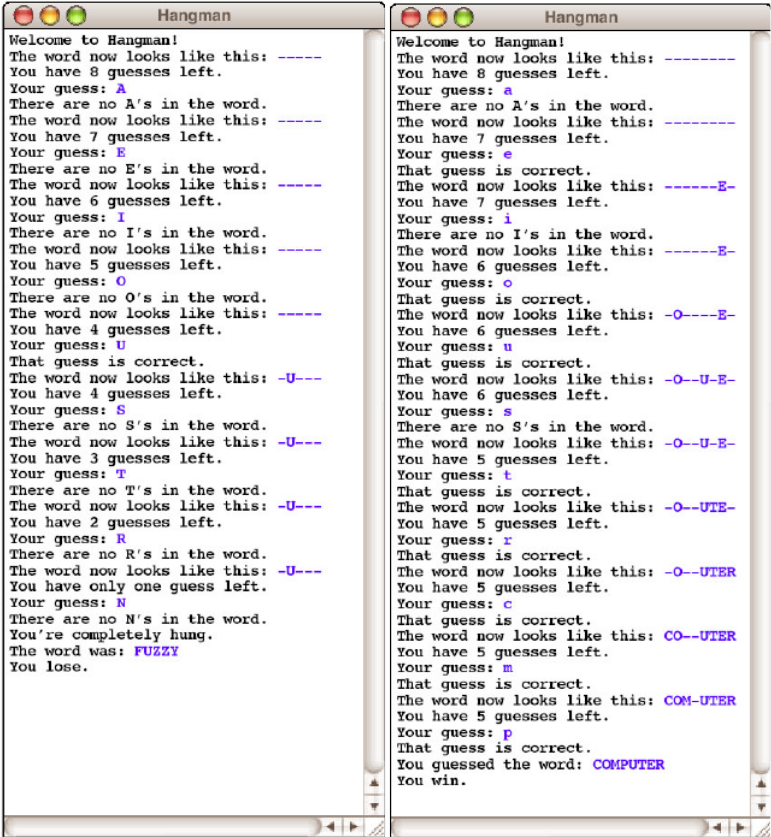 Hangman
Welcome to Hangman!
The word now looks like this: -----
You have 8 guesses left.
Your guess: A
There are no A's in the word.
The word now looks like this: -----
You have 7 guesses left.
Your guess: E
There are no E's in the word.
The word now looks like this: -----
You have 6 guesses left.
Your guess: I
There are no I's in the word.
The word now looks like this: -----
You have 5 guesses left.
Your guess: O
There are no O's in the word.
The word now looks like this: -----
You have 4 guesses left.
Your guess: U
That guess is correct.
The word now looks like this: -U---
You have 4 guesses left.
Your guess: S
There are no S's in the word.
The word now looks like this: -U---
You have 3 guesses left.
Your guess: T
There are no T's in the word.
The word now looks like this: -U---
You have 2 guesses left.
Your guess: R
There are no R's in the word.
The word now looks like this: -U---
You have only one guess left.
Your guess: N
There are no N's in the word.
You're completely hung.
The word was: FUZZY
You lose.
Hangman
Welcome to Hangman!
The word now looks like this: --------
You have 8 guesses left.
Your guess: a
There are no A's in the word.
The word now looks like this: --------
You have 7 guesses left.
Your guess: e
That guess is correct.
The word now looks like this: ------E-
You have 7 guesses left.
Your guess: i
There are no I's in the word.
The word now looks like this: ------E-
You have 6 guesses left.
Your guess: o
That guess is correct.
The word now looks like this: -O----E-
You have 6 guesses left.
Your guess: u
That guess is correct.
The word now looks like this: -O--U-E-
You have 6 guesses left.
Your guess: s
There are no S's in the word.
The word now looks like this: -O--U-E-
You have 5 guesses left.
Your guess: t
That guess is correct.
The word now looks like this: -O--UTE-
You have 5 guesses left.
Your guess: r
That guess is correct.
The word now looks like this: -O--UTER
You have 5 guesses left.
Your guess: c
That guess is correct.
The word now looks like this: CO--UTER
You have 5 guesses left.
Your guess: m
That guess is correct.
The word now looks like this: COM-UTER
You have 5 guesses left.
Your guess: p
That guess is correct.
You guessed the word: COMPUTER
You win.